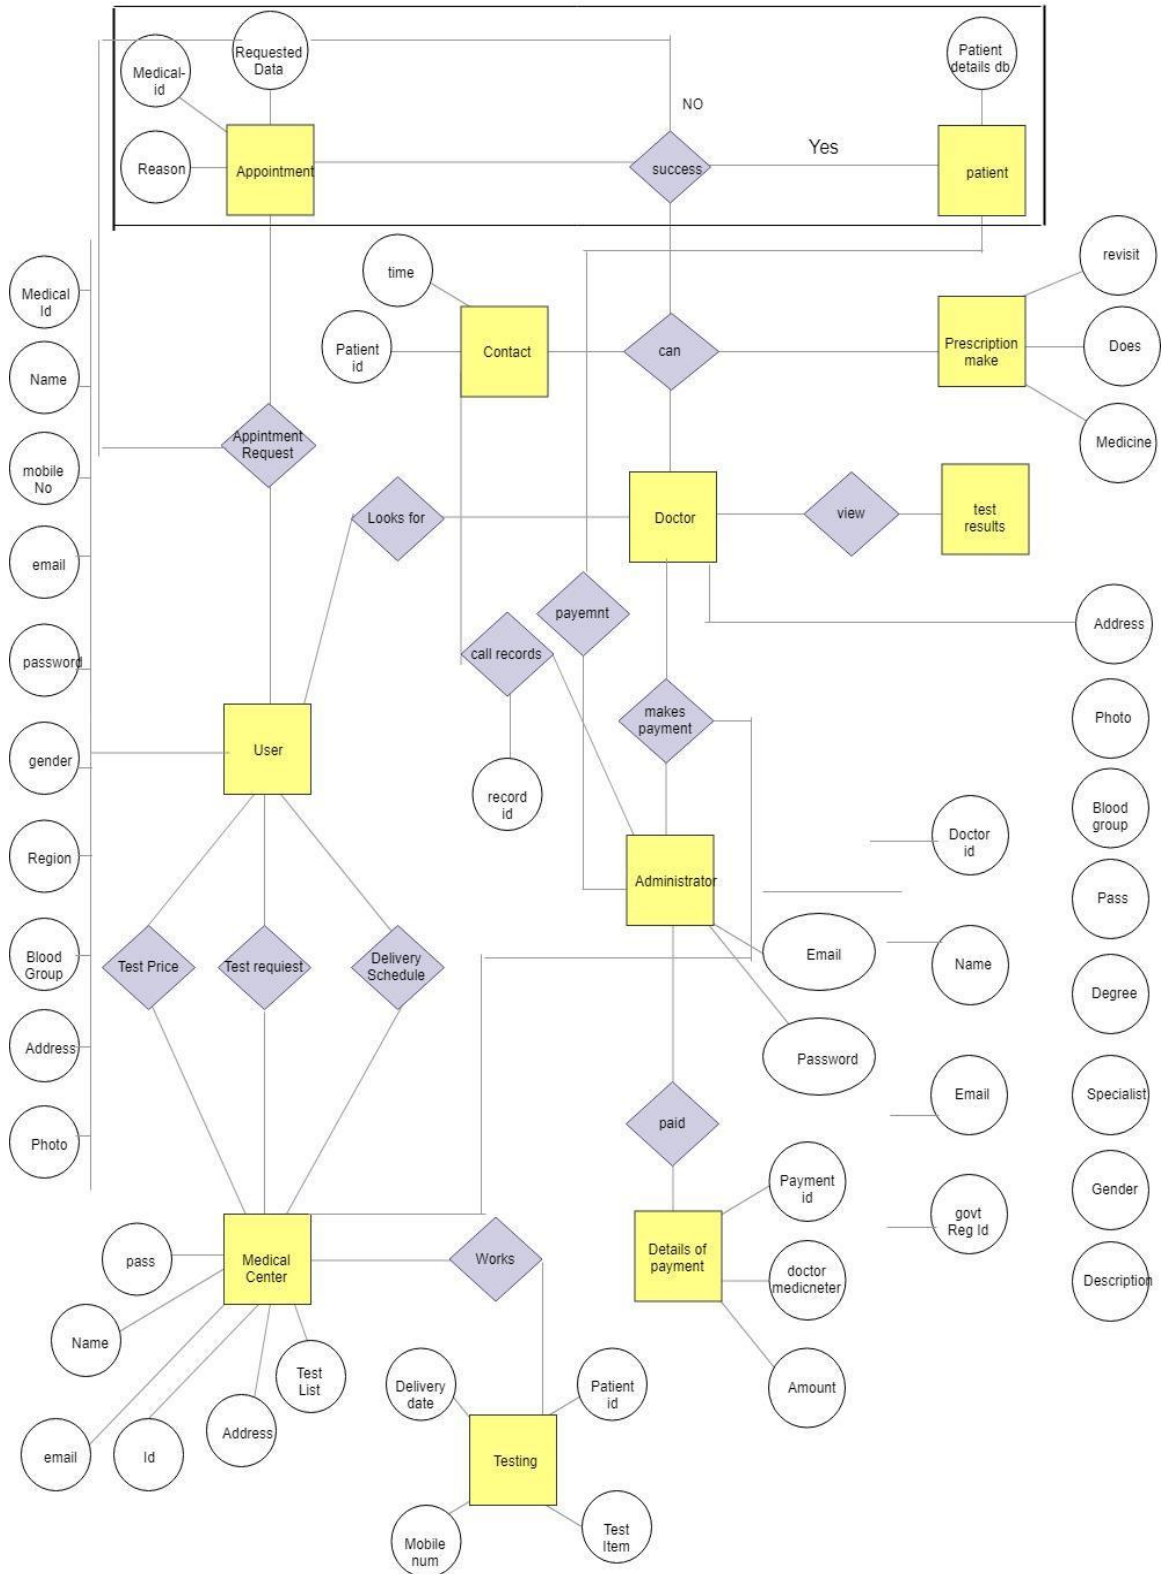 Requested
Data
Patient
details db
Medical-
id
NO
Yes
Reason
Appointment
success
patient
revisit
time
Medical
Id
Patient
id
Contact
can
Prescription
make
Does
Name
Appintment
Request
Medicine
mobile
No
Looks for
Doctor
view
test
results
email
payemnt
Address
password
call records
makes
payment
Photo
gender
User
record
id
Blood
group
Doctor
id
Region
Administrator
Pass
Blood
Group
Test Price
Test requiest
Delivery
Schedule
Email
Name
Degree
Address
Password
Photo
paid
Email
Specialist
Payment
id
govt
Reg Id
Gender
pass
Medical
Center
Works
Details of
payment
doctor
medicneter
Description
Name
Test
List
Delivery
date
Patient
id
Amount
email
Id
Address
Testing
Mobile
num
Test
Item